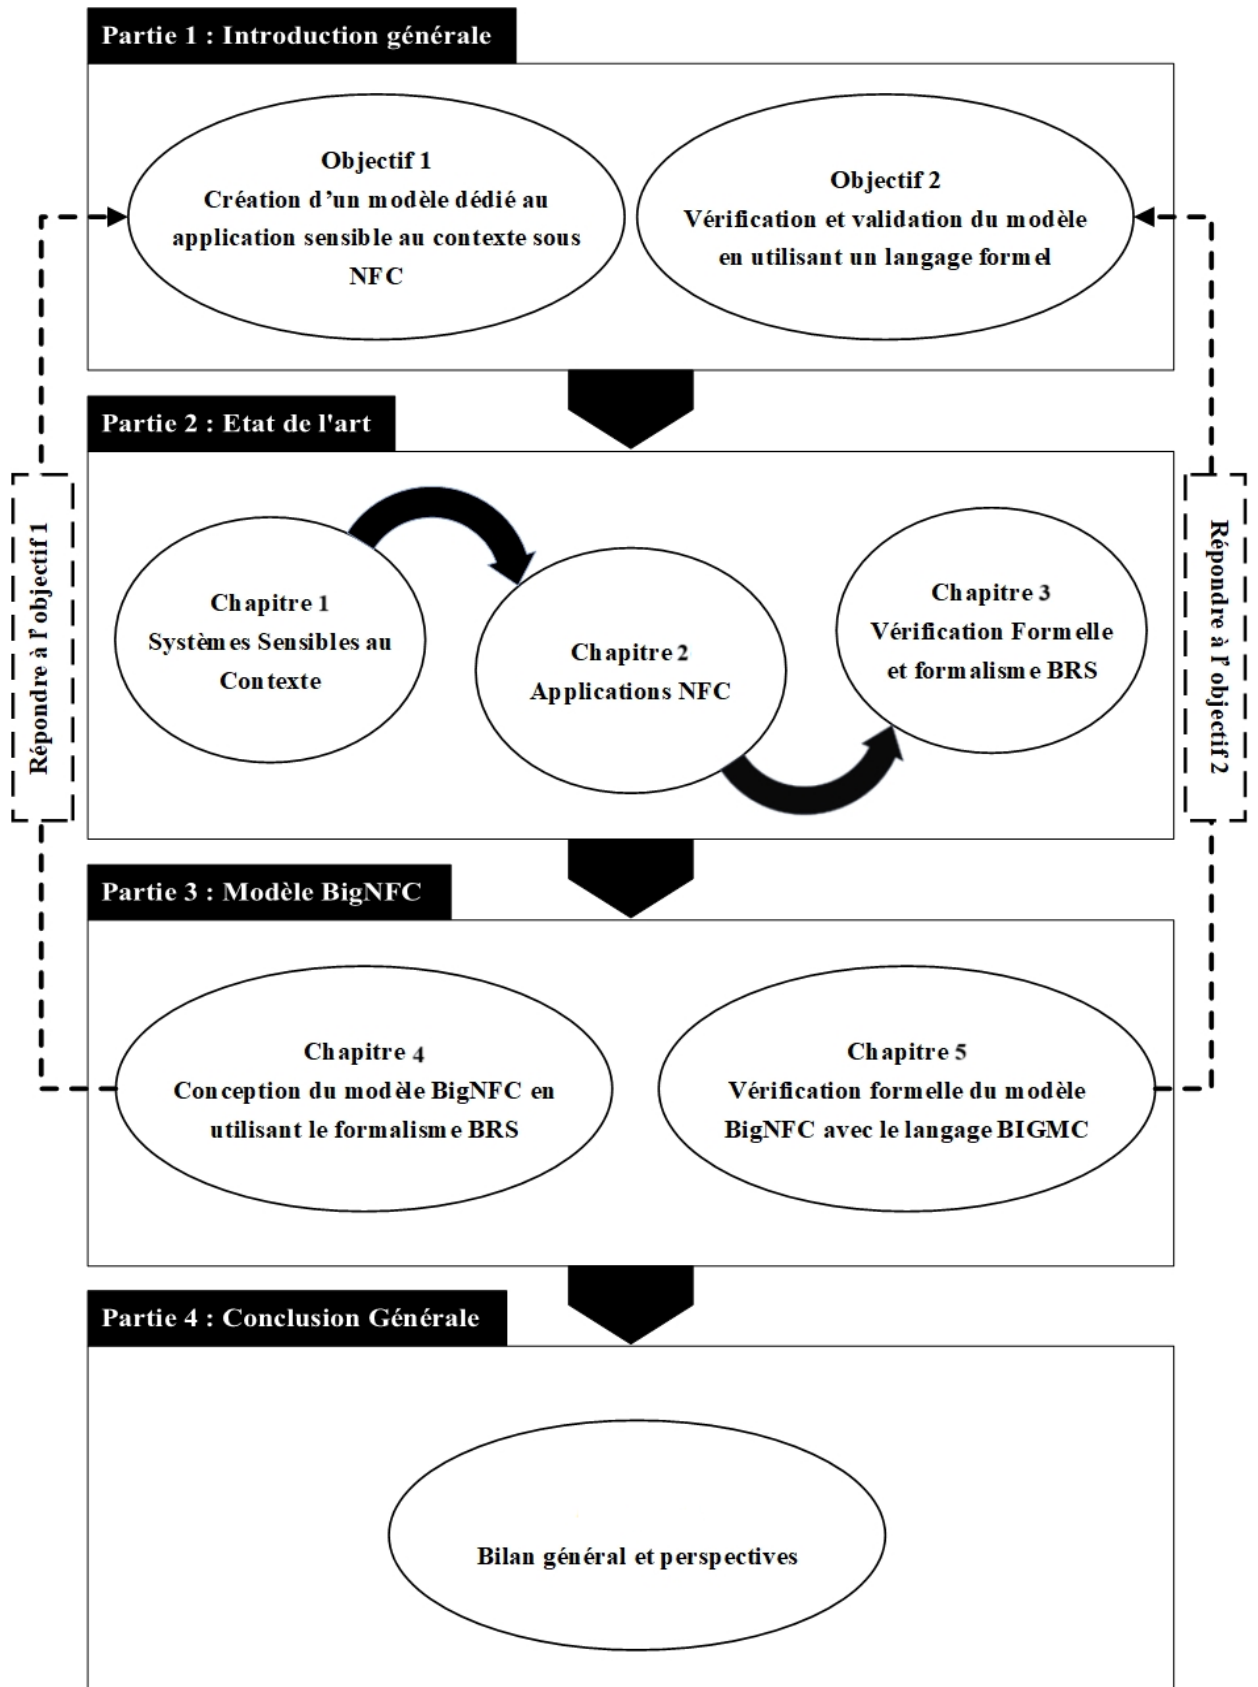 Partie 1 : Introduction générale
Objectif 1
Création d’un modèle dédié au
application sensible au contexte sous
NFC
Objectif 2
Vérification et validation du modèle
en utilisant un langage formel
Partie 2 : Etat de l'art
Répondre à l’objectif 1
Chapitre 1
Systèmes Sensibles au
Contexte
Chapitre 2
Applications NFC
Chapitre 3
Vérification Formelle
et formalisme BRS
Répondre à l’objectif 2
Partie 3 : Modèle BigNFC
Chapitre 4
Conception du modèle BigNFC en
utilisant le formalisme BRS
Chapitre 5
Vérification formelle du modèle
BigNFC avec le langage BIGMC
Partie 4 : Conclusion Générale
Bilan général et perspectives